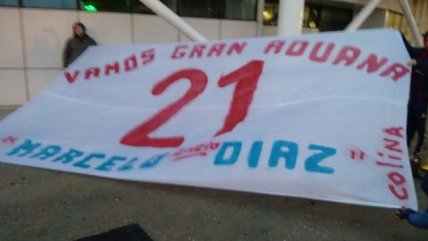 VAMOS GRAN ADUANA
21
MARCELO DIAZ
COLINA